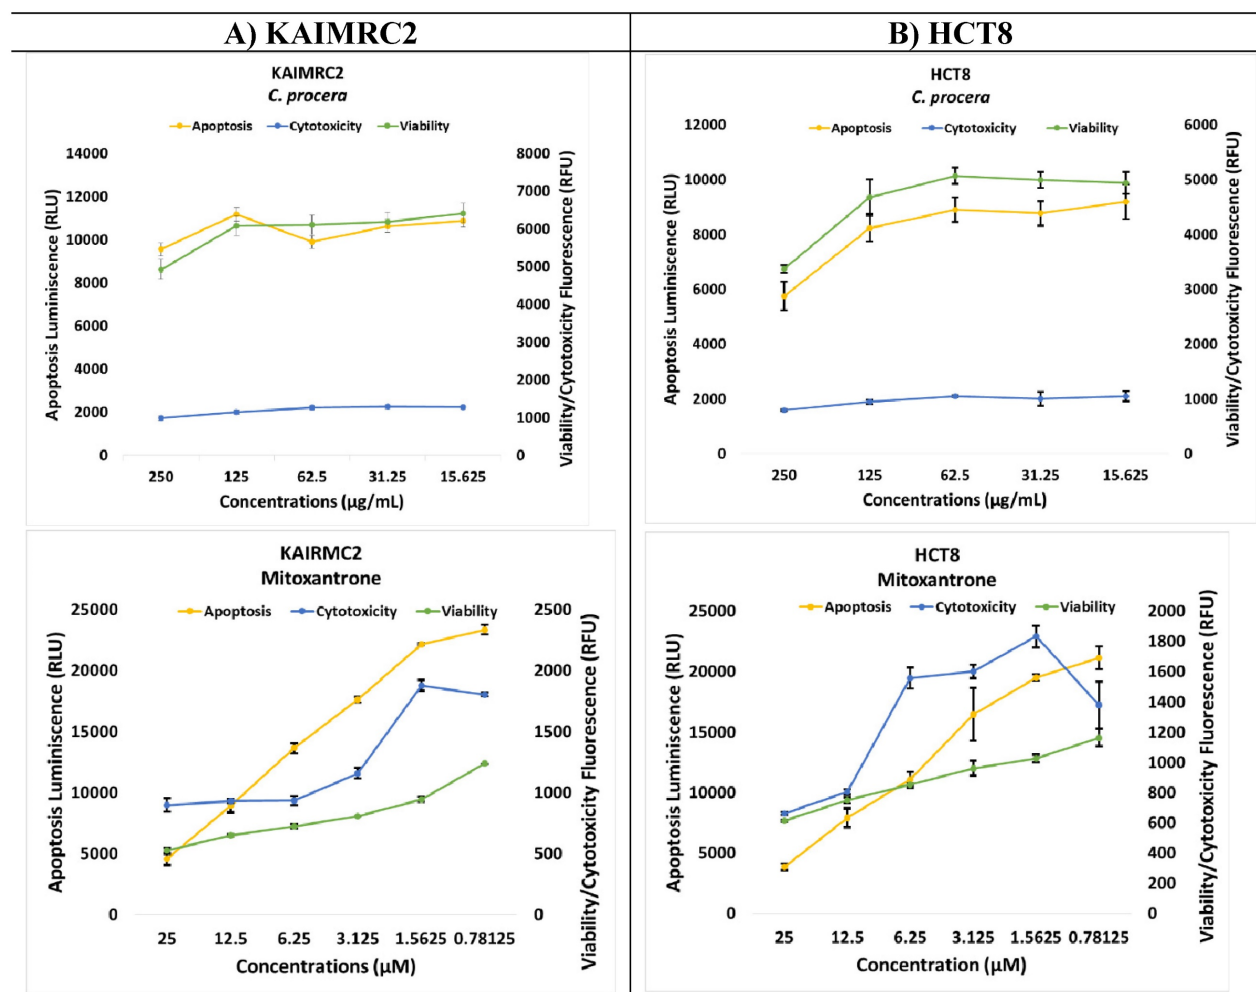 A) KAIMRC2
B) HCT8
KAIMRC2
C. procera
Apoptosis Cytotoxicity Viability
Apoptosis Luminiscence (RLU)
14000
12000
10000
8000
6000
4000
2000
0
8000
7000
6000
5000
4000
3000
2000
1000
0
Viability/Cytotoxicity Fluorescence (RFU)
250 125 62.5 31.25 15.625
Concentrations (µg/mL)
HCT8
C. procera
Apoptosis Cytotoxicity Viability
Apoptosis Luminiscence (RLU)
12000
10000
8000
6000
4000
2000
0
6000
5000
4000
3000
2000
1000
0
Viability/Cytotoxicity Fluorescence (RFU)
250 125 62.5 31.25 15.625
Concentrations (µg/mL)
KAIRMC2
Mitoxantrone
Apoptosis Cytotoxicity Viability
Apoptosis Luminiscence (RLU)
25000
20000
15000
10000
5000
0
2500
2000
1500
1000
500
0
Viability/Cytotoxicity Fluorescence (RFU)
25 12.5 6.25 3.125 1.5625 0.78125
Concentrations (µM)
HCT8
Mitoxantrone
Apoptosis Cytotoxicity Viability
Apoptosis Luminiscence (RLU)
25000
20000
15000
10000
5000
0
2000
1800
1600
1400
1200
1000
800
600
400
200
0
Viability/Cytotoxicity Fluorescence (RFU)
25 12.5 6.25 3.125 1.5625 0.78125
Concentration (µM)